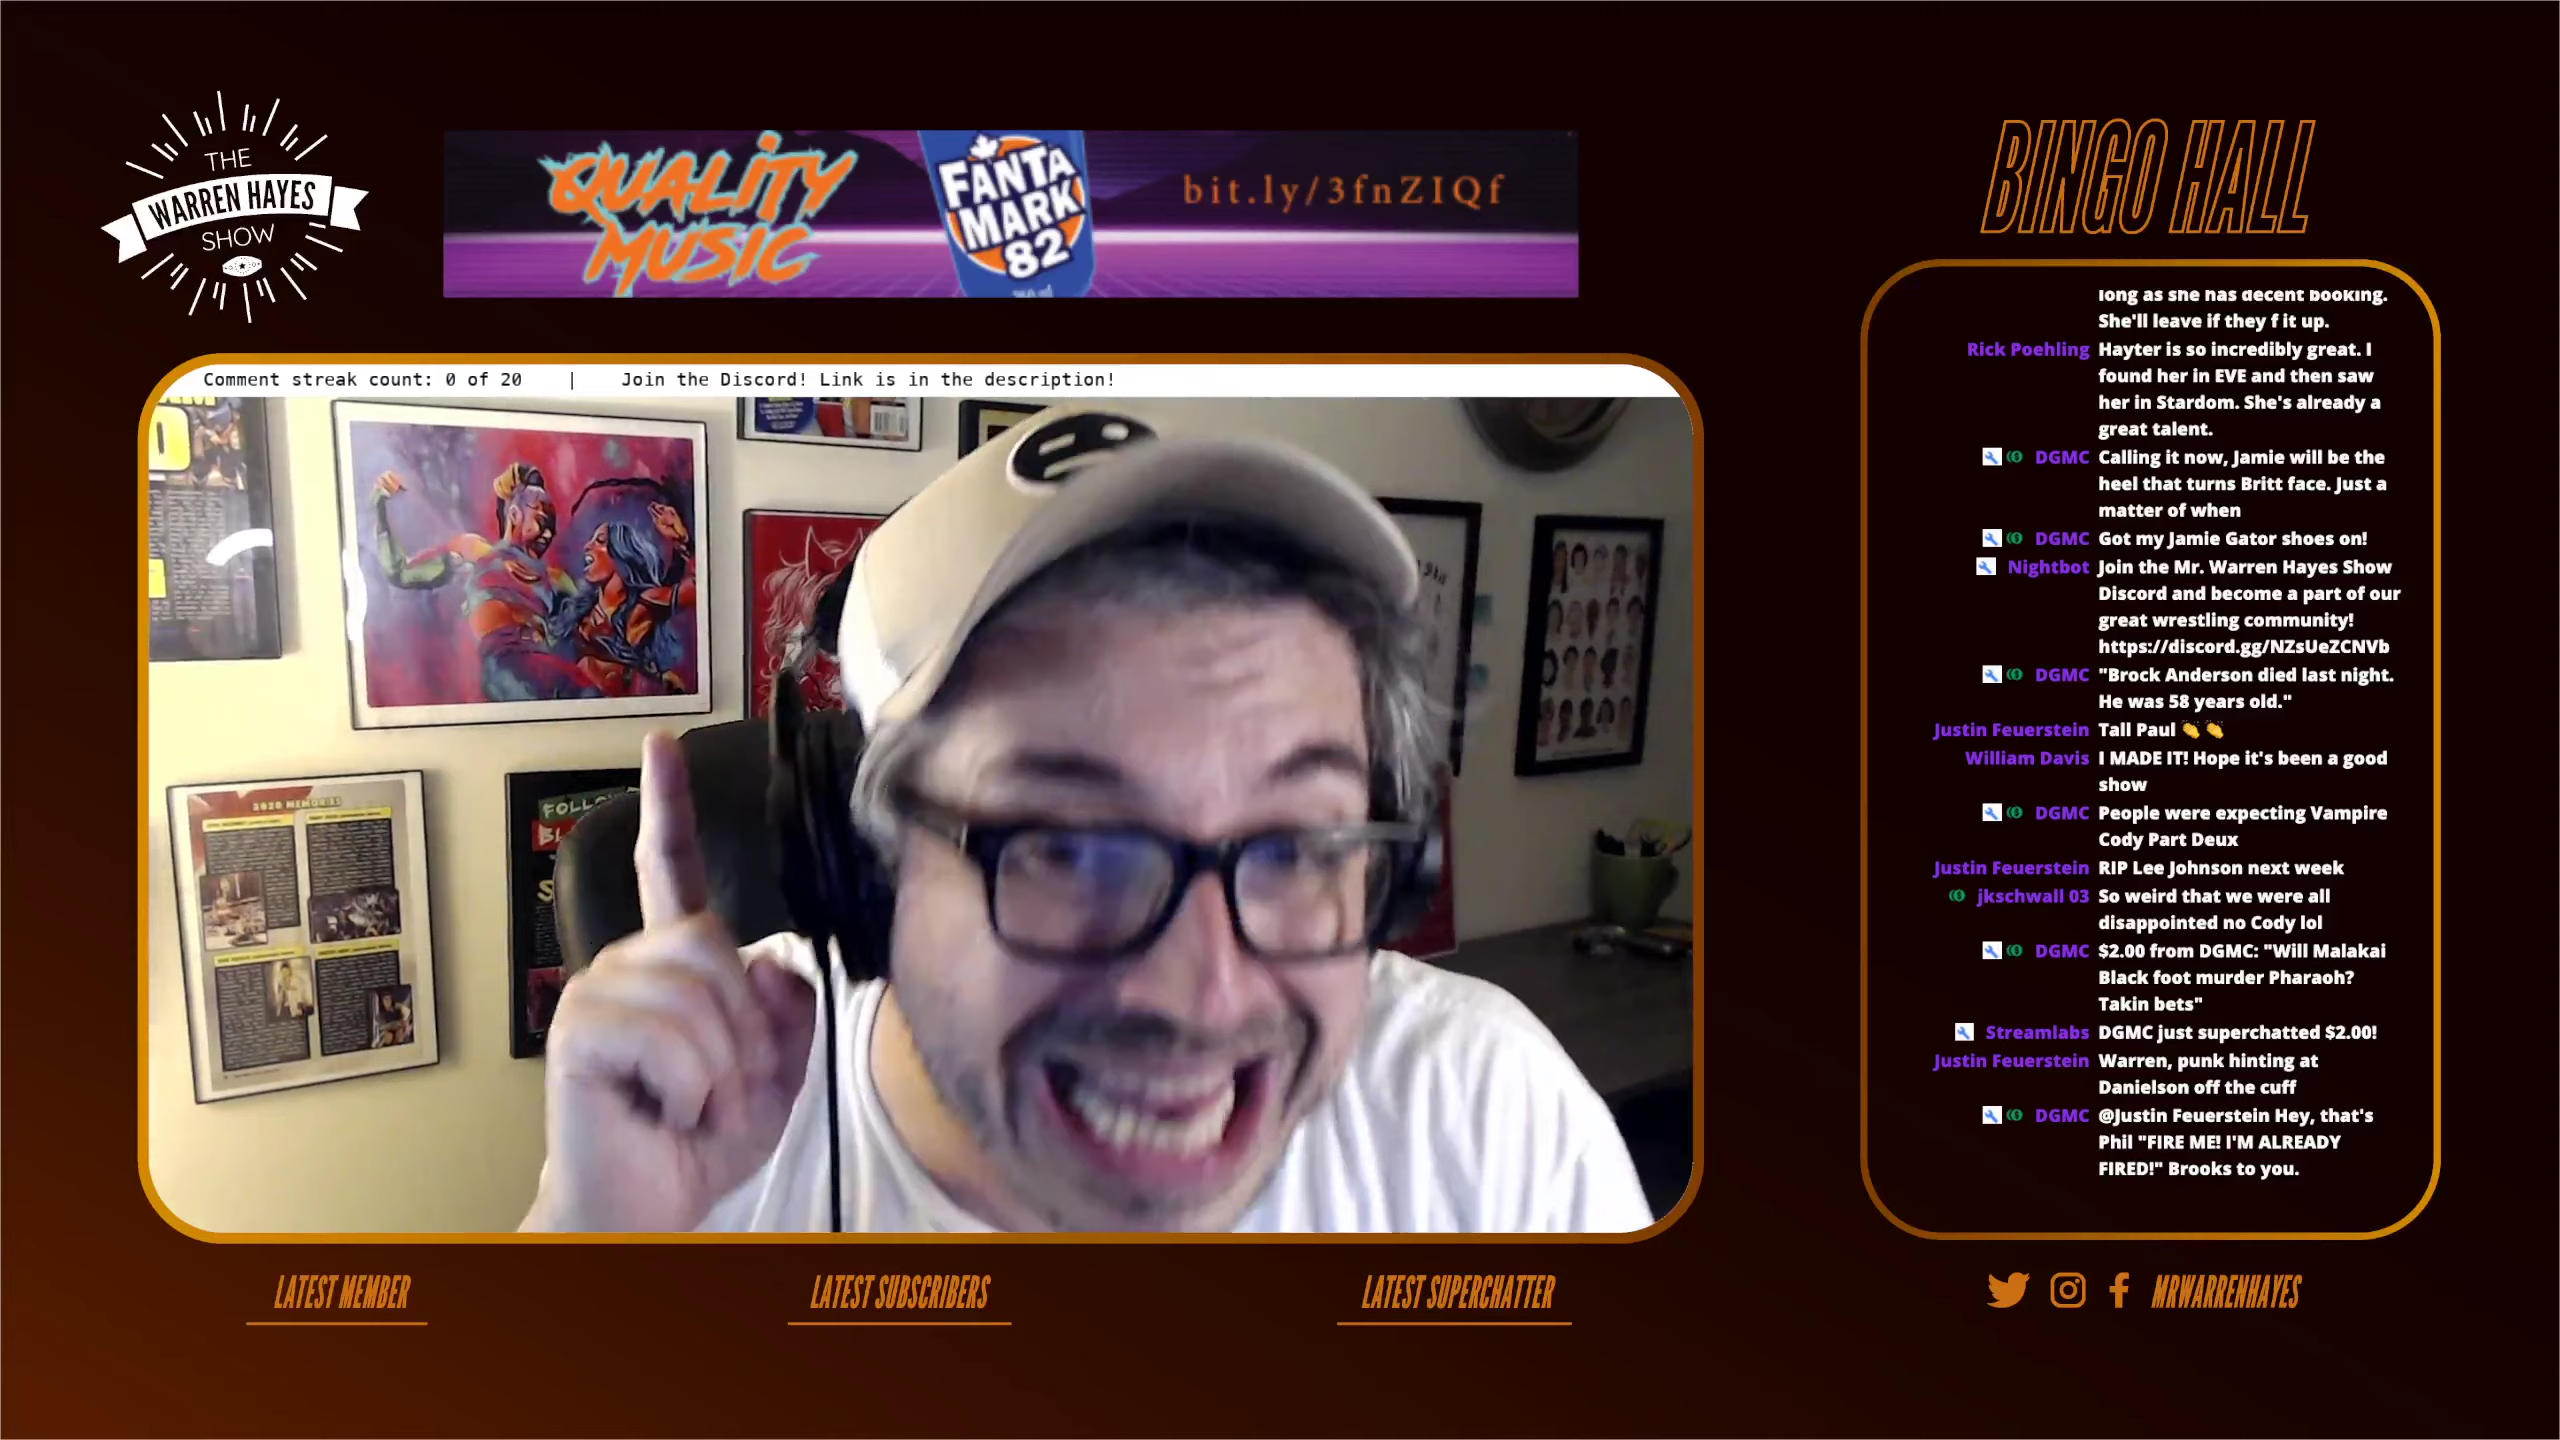 THE
WARREN HAYES
SHOW
QUALITY
MUSIC
FANTA
MARK
82
bit.ly/3fnZIQf
BINGO HALL
Comment streak count: 0 of 20 | Join the Discord! Link is in the description!
2020 MEMORIES
long as she has decent booking.
She'll leave if they f it up.
Rick Poehling Hayter is so incredibly great. I
found her in EVE and then saw
her in Stardom. She's already a
great talent.
DGMC Calling it now, Jamie will be the
heel that turns Britt face. Just a
matter of when
DGMC Got my Jamie Gator shoes on!
Nightbot Join the Mr. Warren Hayes Show
Discord and become a part of our
great wrestling community!
https://discord.gg/NZsUeZCNVb
DGMC "Brock Anderson died last night.
He was 58 years old."
Justin Feuerstein Tall Paul 👏 👏
William Davis I MADE IT! Hope it's been a good
show
DGMC People were expecting Vampire
Cody Part Deux
Justin Feuerstein RIP Lee Johnson next week
jkschwall 03 So weird that we were all
disappointed no Cody lol
DGMC $2.00 from DGMC: "Will Malakai
Black foot murder Pharaoh?
Takin bets"
Streamlabs DGMC just superchatted $2.00!
Justin Feuerstein Warren, punk hinting at
Danielson off the cuff
DGMC @Justin Feuerstein Hey, that's
Phil "FIRE ME! I'M ALREADY
FIRED!" Brooks to you.
LATEST MEMBER
LATEST SUBSCRIBERS
LATEST SUPERCHATTER
MRWARRENHAYES